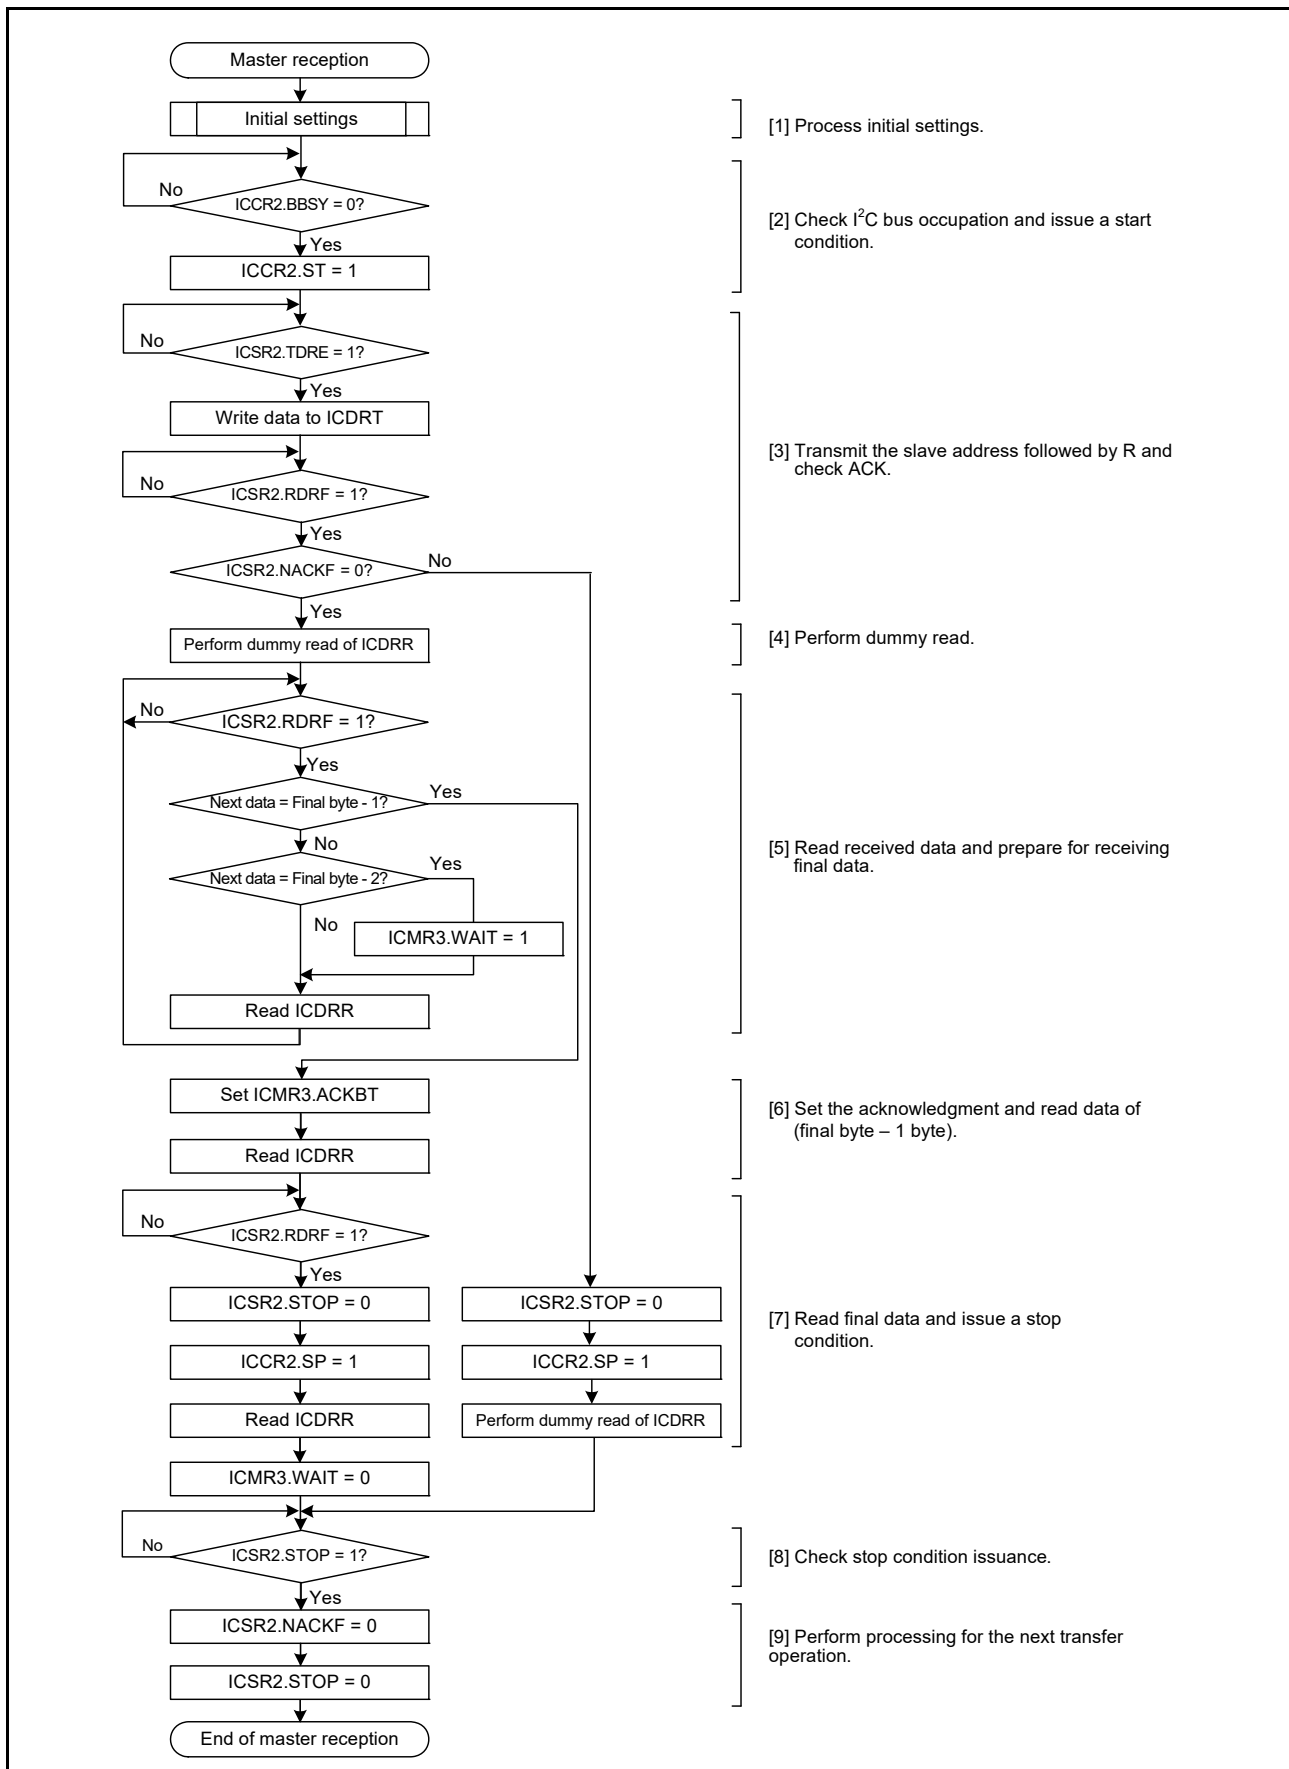 Master reception
Initial settings
[1] Process initial settings.
No
ICCR2.BBSY = 0?
[2] Check I²C bus occupation and issue a start
condition.
Yes
ICCR2.ST = 1
No
ICSR2.TDRE = 1?
Yes
Write data to ICDRT
[3] Transmit the slave address followed by R and
check ACK.
No
ICSR2.RDRF = 1?
Yes
ICSR2.NACKF = 0?
No
Yes
Perform dummy read of ICDRR
[4] Perform dummy read.
No
ICSR2.RDRF = 1?
Yes
Next data = Final byte - 1?
Yes
No
Next data = Final byte - 2?
Yes
[5] Read received data and prepare for receiving
final data.
No
ICMR3.WAIT = 1
Read ICDRR
Set ICMR3.ACKBT
[6] Set the acknowledgment and read data of
(final byte – 1 byte).
Read ICDRR
No
ICSR2.RDRF = 1?
Yes
ICSR2.STOP = 0
ICSR2.STOP = 0
[7] Read final data and issue a stop
condition.
ICCR2.SP = 1
ICCR2.SP = 1
Read ICDRR
Perform dummy read of ICDRR
ICMR3.WAIT = 0
No
ICSR2.STOP = 1?
[8] Check stop condition issuance.
Yes
ICSR2.NACKF = 0
[9] Perform processing for the next transfer
operation.
ICSR2.STOP = 0
End of master reception